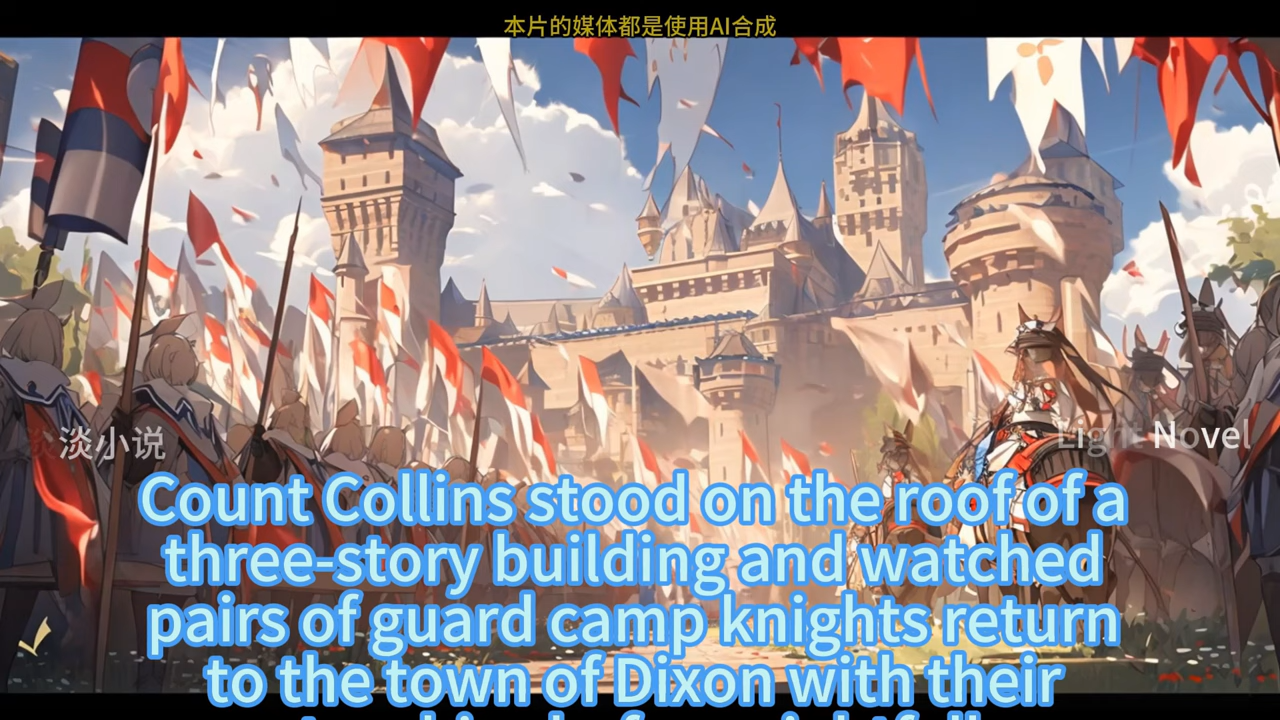 本片的媒体都是使用AI合成
淡小说
Light Novel
Count Collins stood on the roof of a
three-story building and watched
pairs of guard camp knights return
to the town of Dixon with their